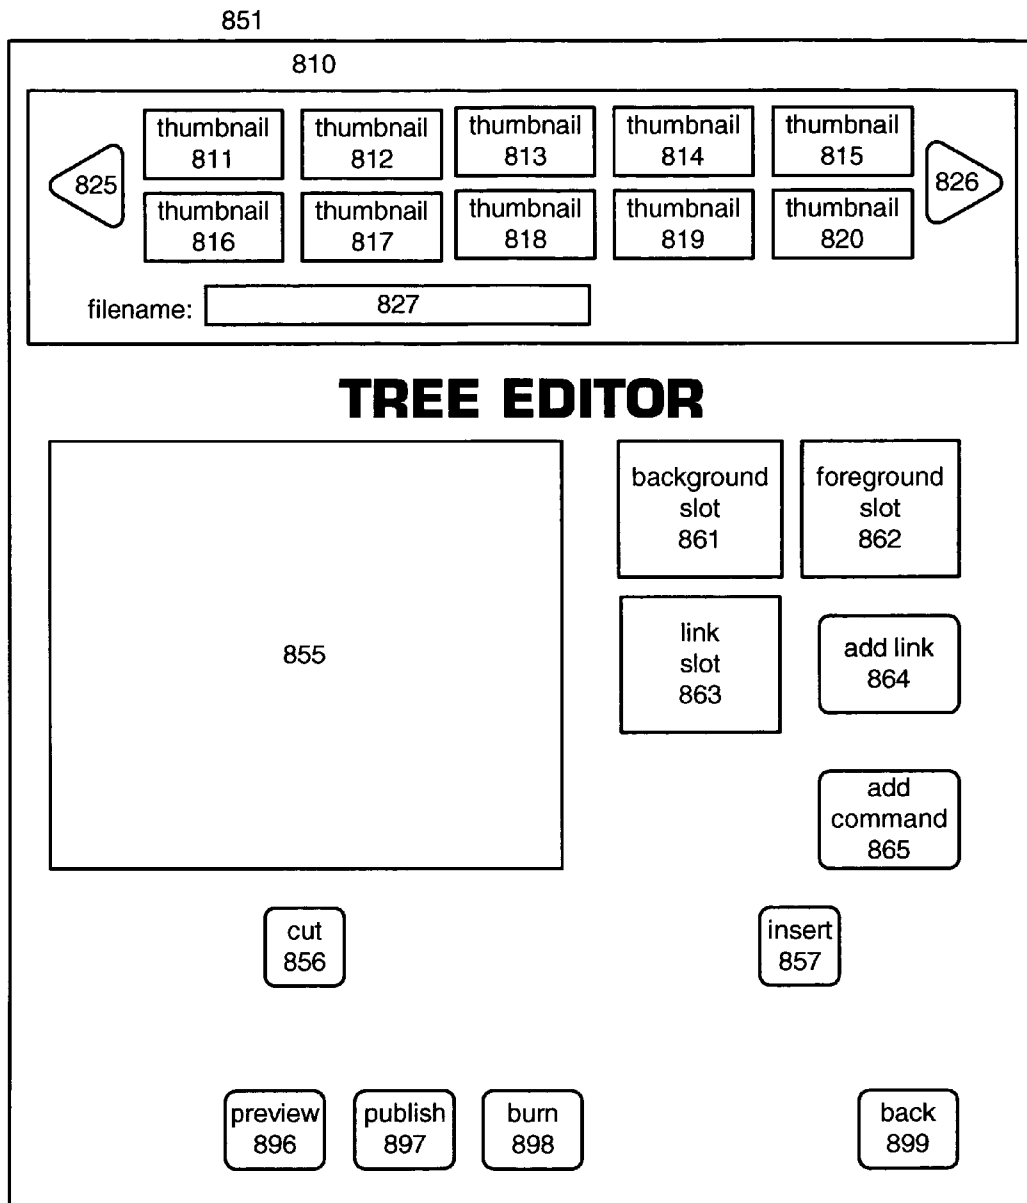 851
810
thumbnail
811
thumbnail
812
thumbnail
813
thumbnail
814
thumbnail
815
825
826
thumbnail
816
thumbnail
817
thumbnail
818
thumbnail
819
thumbnail
820
filename:
827
TREE EDITOR
855
background
slot
861
foreground
slot
862
link
slot
863
add link
864
add
command
865
cut
856
insert
857
preview
896
publish
897
burn
898
back
899